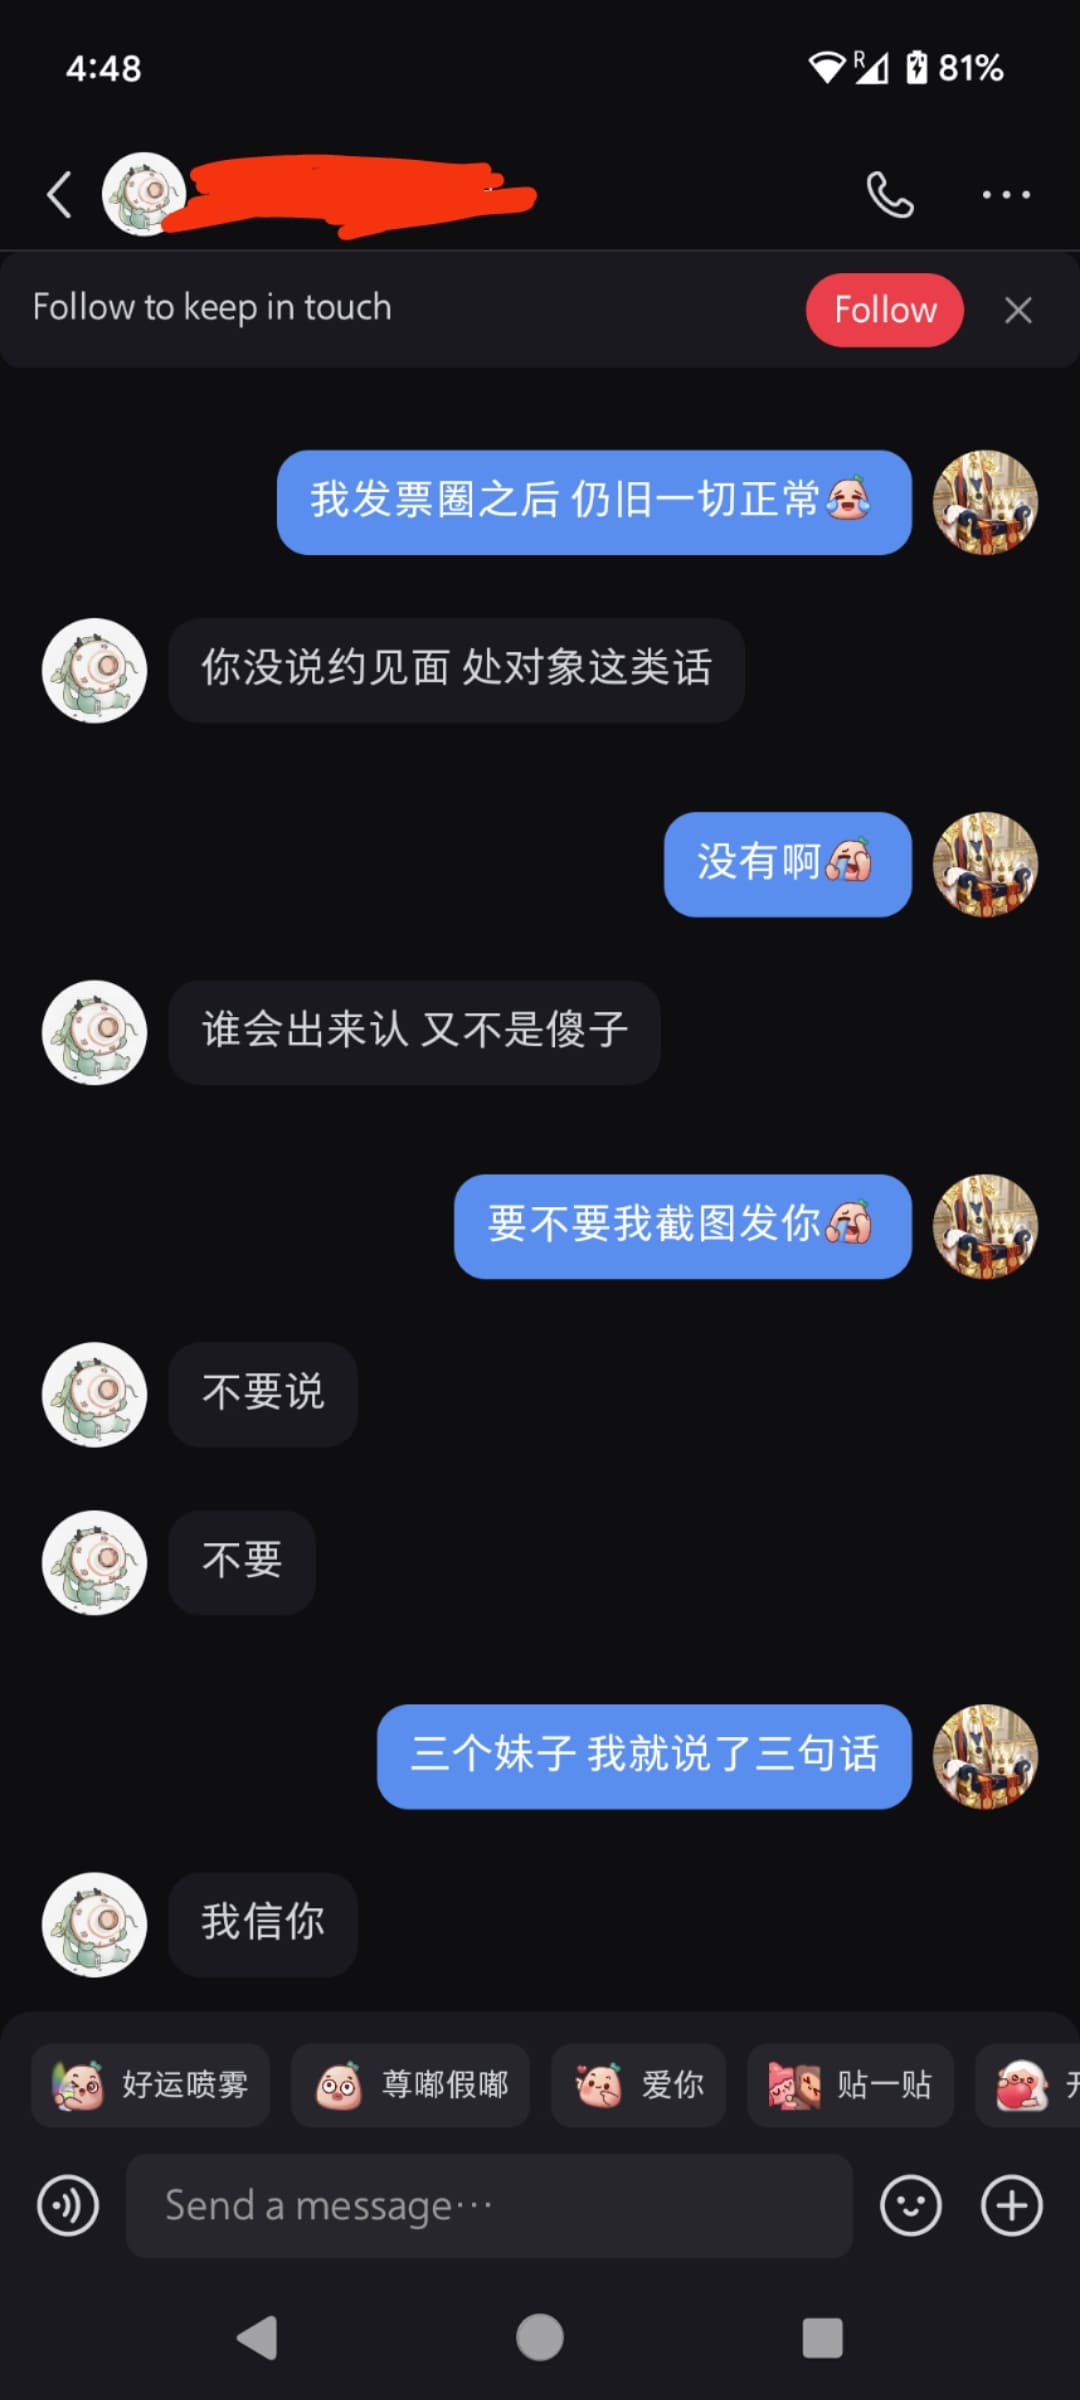 4:48
R
81%
Follow to keep in touch
Follow
我发票圈之后 仍旧一切正常
你没说约见面 处对象这类话
没有啊
谁会出来认 又不是傻子
要不要我截图发你
不要说
不要
三个妹子 我就说了三句话
我信你
好运喷雾
尊嘟假嘟
爱你
贴一贴
Send a message···